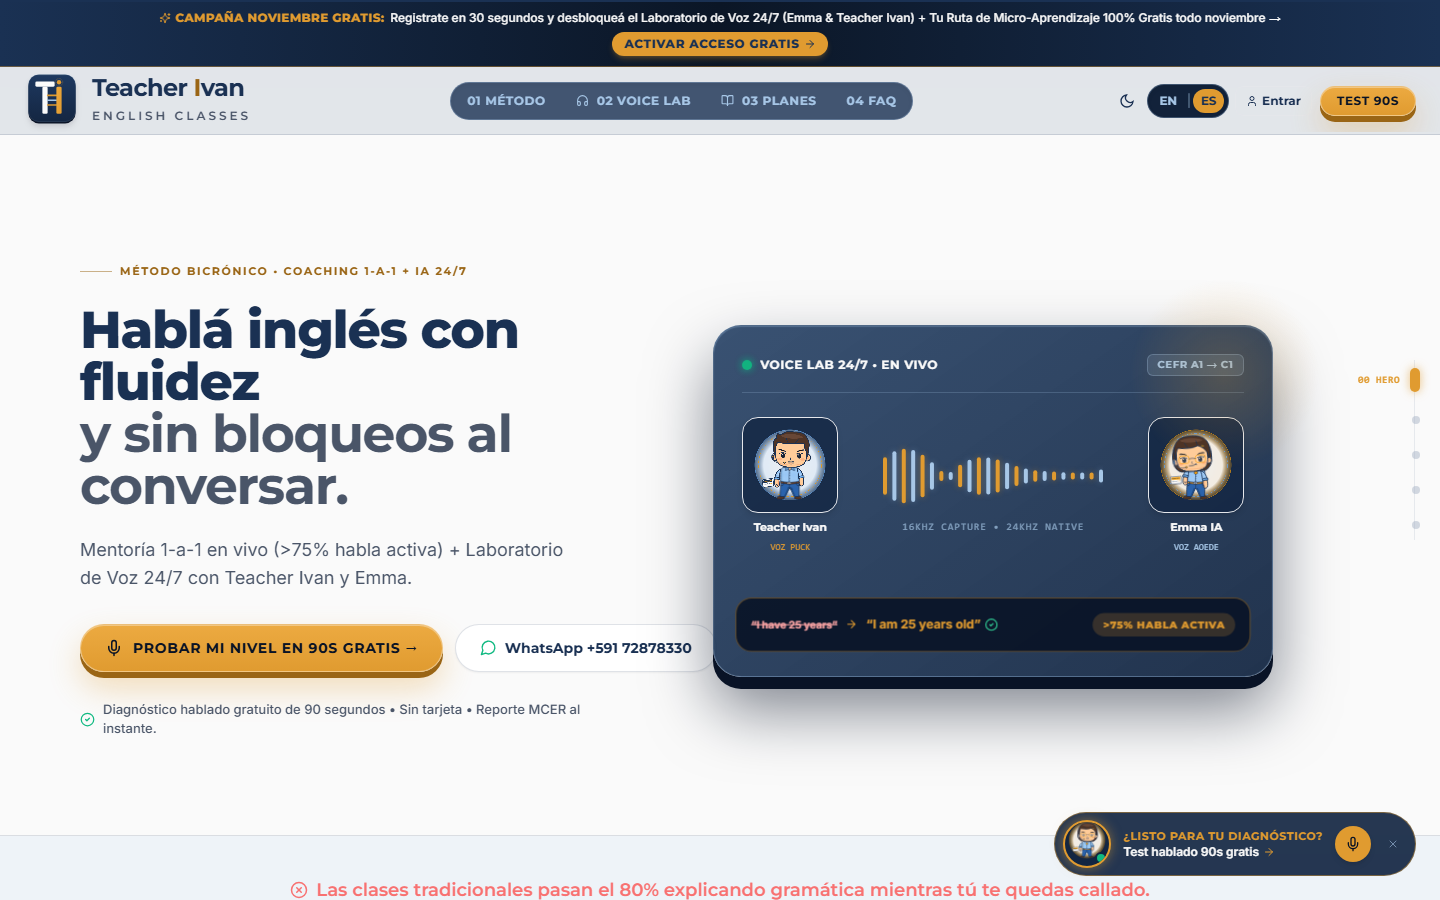 CAMPAÑA NOVIEMBRE GRATIS: Registrate en 30 segundos y desbloqueá el Laboratorio de Voz 24/7 (Emma & Teacher Ivan) + Tu Ruta de Micro-Aprendizaje 100% Gratis todo noviembre →
ACTIVAR ACCESO GRATIS →
Ti
Teacher Ivan
ENGLISH CLASSES
01 MÉTODO
02 VOICE LAB
03 PLANES
04 FAQ
EN | ES
Entrar
TEST 90S
MÉTODO BICRÓNICO • COACHING 1-A-1 + IA 24/7
Hablá inglés con
fluidez
y sin bloqueos al
conversar.
Mentoría 1-a-1 en vivo (>75% habla activa) + Laboratorio
de Voz 24/7 con Teacher Ivan y Emma.
PROBAR MI NIVEL EN 90S GRATIS →
WhatsApp +591 72878330
Diagnóstico hablado gratuito de 90 segundos • Sin tarjeta • Reporte MCER al
instante.
VOICE LAB 24/7 • EN VIVO
CEFR A1 → C1
Teacher Ivan
VOZ PUCK
16KHZ CAPTURE • 24KHZ NATIVE
Emma IA
VOZ AOEDE
"I have 25 years" → "I am 25 years old"
>75% HABLA ACTIVA
00 HERO
¿LISTO PARA TU DIAGNÓSTICO?
Test hablado 90s gratis →
Las clases tradicionales pasan el 80% explicando gramática mientras tú te quedas callado.